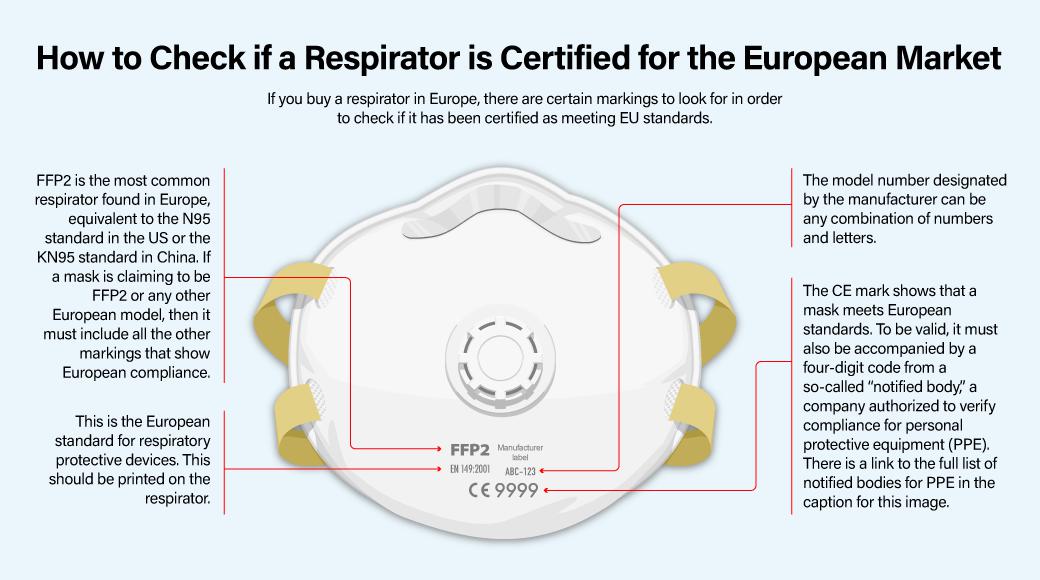 How to Check if a Respirator is Certified for the European Market
If you buy a respirator in Europe, there are certain markings to look for in order
to check if it has been certified as meeting EU standards.
FFP2 is the most common
respirator found in Europe,
equivalent to the N95
standard in the US or the
KN95 standard in China. If
a mask is claiming to be
FFP2 or any other
European model, then it
must include all the other
markings that show
European compliance.
This is the European
standard for respiratory
protective devices. This
should be printed on the
respirator.
FFP2
Manufacturer
label
EN 149:2001
ABC-123
CE 9999
The model number designated
by the manufacturer can be
any combination of numbers
and letters.
The CE mark shows that a
mask meets European
standards. To be valid, it must
also be accompanied by a
four-digit code from a
so-called “notified body,” a
company authorized to verify
compliance for personal
protective equipment (PPE).
There is a link to the full list of
notified bodies for PPE in the
caption for this image.